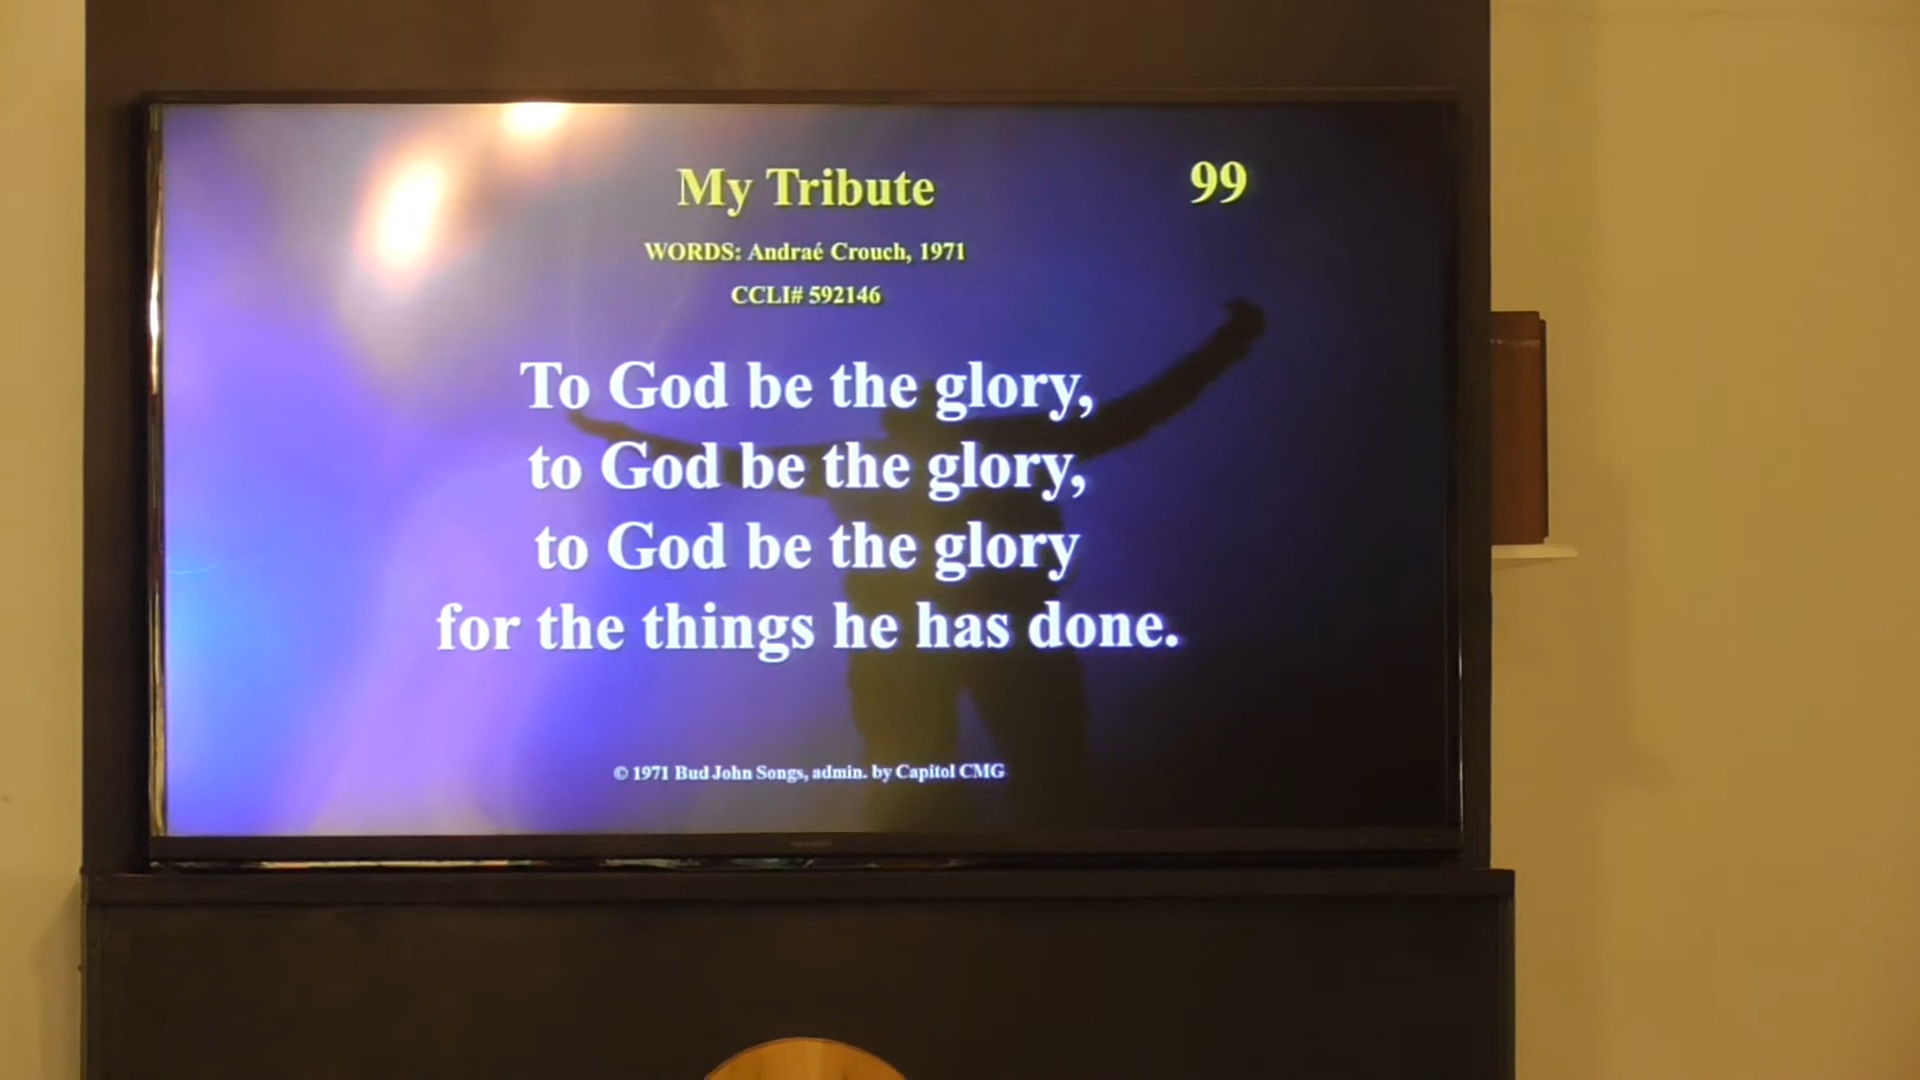 My Tribute
99
WORDS: Andraé Crouch, 1971
CCLI# 592146
To God be the glory,
to God be the glory,
to God be the glory
for the things he has done.
© 1971 Bud John Songs, admin. by Capitol CMG